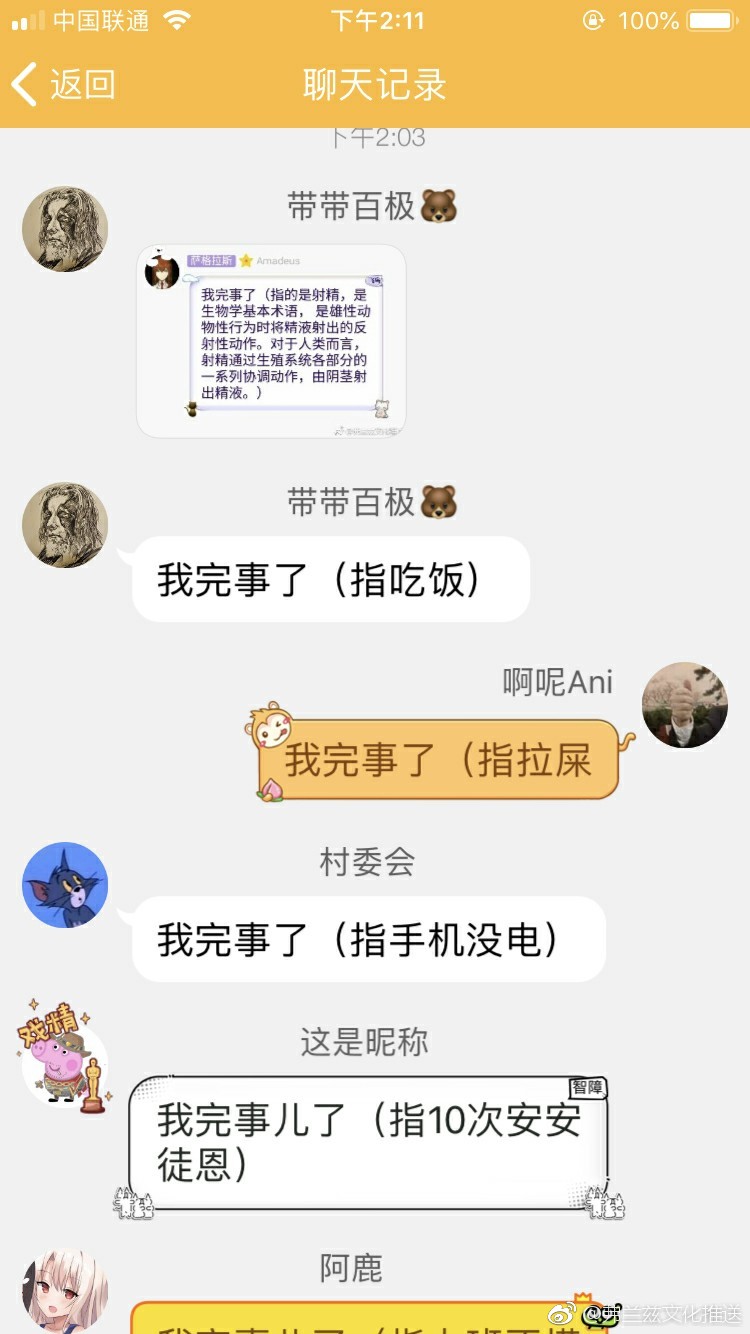 中国联通
下午2:11
100%
返回
聊天记录
下午2:03
带带百极
萨格拉斯
Amadeus
我完事了（指的是射精，是
生物学基本术语， 是雄性动
物性行为时将精液射出的反
射性动作。对于人类而言，
射精通过生殖系统各部分的
一系列协调动作，由阴茎射
出精液。）
带带百极
我完事了（指吃饭）
啊呢Ani
我完事了（指拉屎
村委会
我完事了（指手机没电）
戏精
这是昵称
智障
我完事儿了（指10次安安
徒恩）
阿鹿
@弗兰兹文化推送